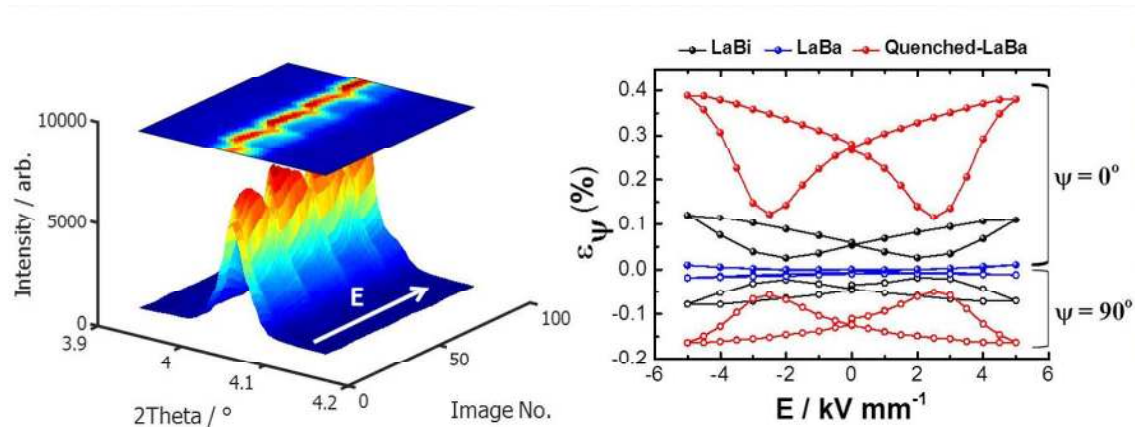 10000
5000
0
3.9
4
4.1
4.2
Intensity / arb.
2Theta / °
0
50
100
Image No.
E
LaBi LaBa Quenched-LaBa
0.4
0.3
0.2
0.1
0.0
-0.1
-0.2
εψ(%)
-6 -4 -2 0 2 4 6
E / kV mm⁻¹
ψ = 0º
ψ = 90º